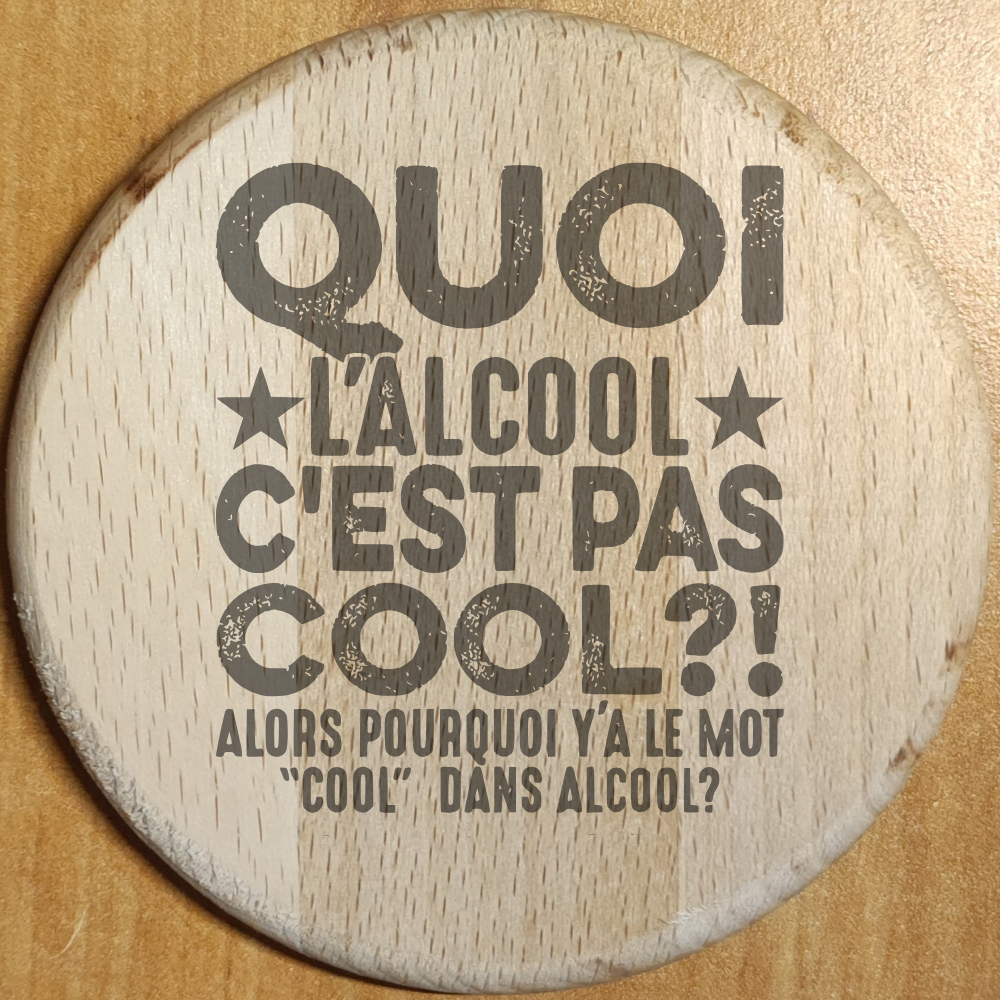 QUOI
L'ALCOOL
C'EST PAS
COOL?!
ALORS POURQUOI Y'A LE MOT
"COOL" DANS ALCOOL?